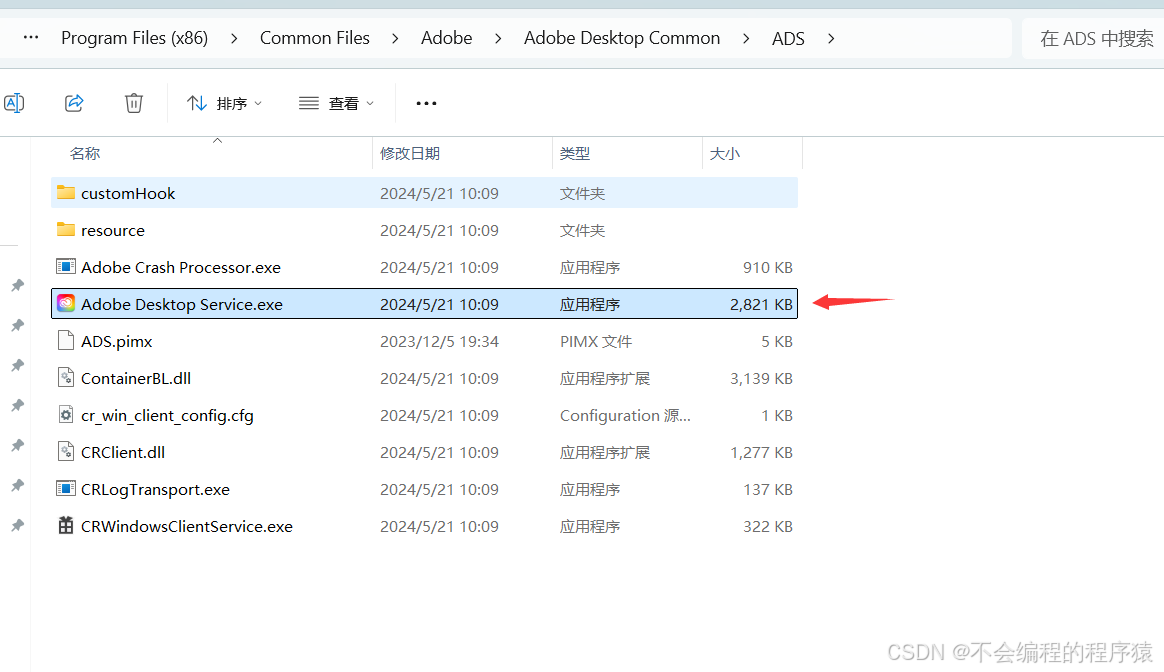 ··· Program Files (x86) > Common Files > Adobe > Adobe Desktop Common > ADS > 在 ADS 中搜索
A 排序 查看 ···
名称 修改日期 类型 大小
customHook 2024/5/21 10:09 文件夹
resource 2024/5/21 10:09 文件夹
Adobe Crash Processor.exe 2024/5/21 10:09 应用程序 910 KB
Adobe Desktop Service.exe 2024/5/21 10:09 应用程序 2,821 KB
ADS.pimx 2023/12/5 19:34 PIMX 文件 5 KB
ContainerBL.dll 2024/5/21 10:09 应用程序扩展 3,139 KB
cr_win_client_config.cfg 2024/5/21 10:09 Configuration 源... 1 KB
CRClient.dll 2024/5/21 10:09 应用程序扩展 1,277 KB
CRLogTransport.exe 2024/5/21 10:09 应用程序 137 KB
CRWindowsClientService.exe 2024/5/21 10:09 应用程序 322 KB
CSDN @不会编程的程序猿